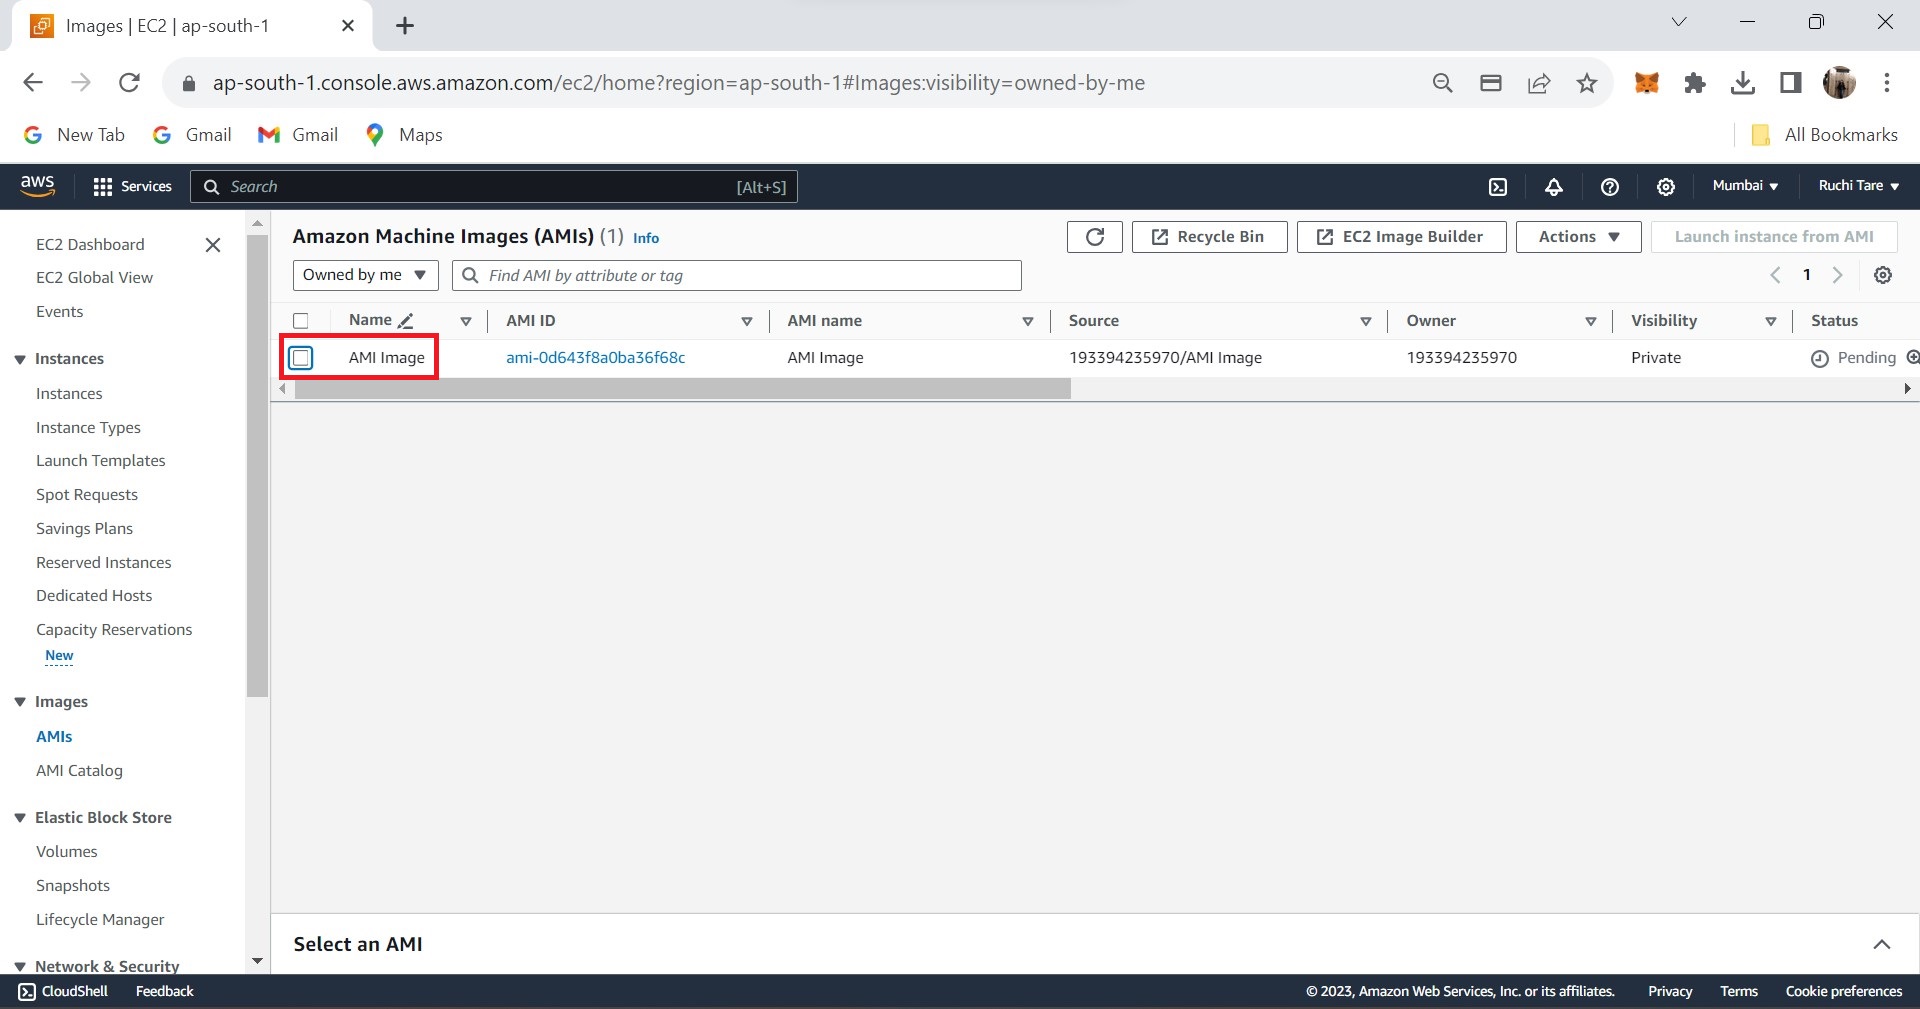 Images | EC2 | ap-south-1
ap-south-1.console.aws.amazon.com/ec2/home?region=ap-south-1#Images:visibility=owned-by-me
New Tab Gmail Gmail Maps All Bookmarks
aws Services Search [Alt+S] Mumbai Ruchi Tare
EC2 Dashboard
EC2 Global View
Events
Instances
Instances
Instance Types
Launch Templates
Spot Requests
Savings Plans
Reserved Instances
Dedicated Hosts
Capacity Reservations
New
Images
AMIs
AMI Catalog
Elastic Block Store
Volumes
Snapshots
Lifecycle Manager
Network & Security
Amazon Machine Images (AMIs) (1) Info Recycle Bin EC2 Image Builder Actions Launch instance from AMI
Owned by me Find AMI by attribute or tag 1
Name AMI ID AMI name Source Owner Visibility Status
AMI Image ami-0d643f8a0ba36f68c AMI Image 193394235970/AMI Image 193394235970 Private Pending
Select an AMI
CloudShell Feedback © 2023, Amazon Web Services, Inc. or its affiliates. Privacy Terms Cookie preferences